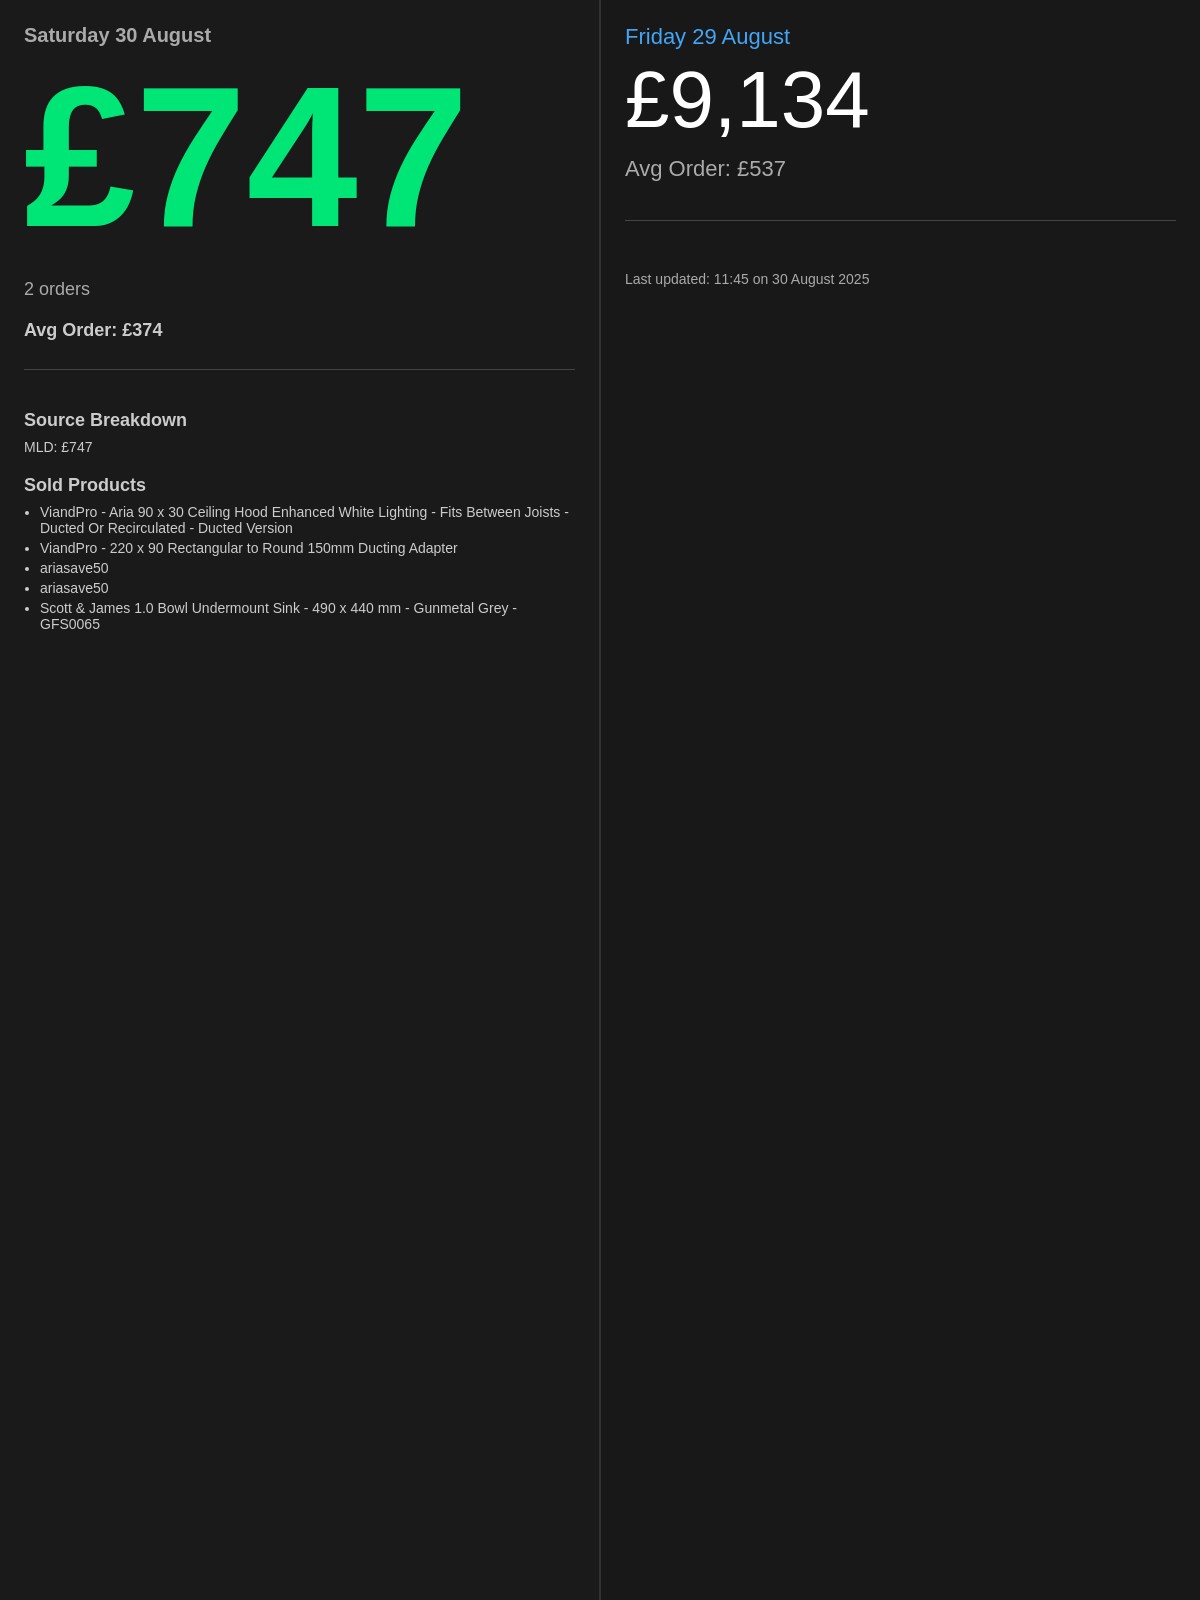 Saturday 30 August
£747
2 orders
Avg Order: £374
Source Breakdown
MLD: £747
Sold Products
• ViandPro - Aria 90 x 30 Ceiling Hood Enhanced White Lighting - Fits Between Joists -
Ducted Or Recirculated - Ducted Version
• ViandPro - 220 x 90 Rectangular to Round 150mm Ducting Adapter
• ariasave50
• ariasave50
• Scott & James 1.0 Bowl Undermount Sink - 490 x 440 mm - Gunmetal Grey -
GFS0065
Friday 29 August
£9,134
Avg Order: £537
Last updated: 11:45 on 30 August 2025